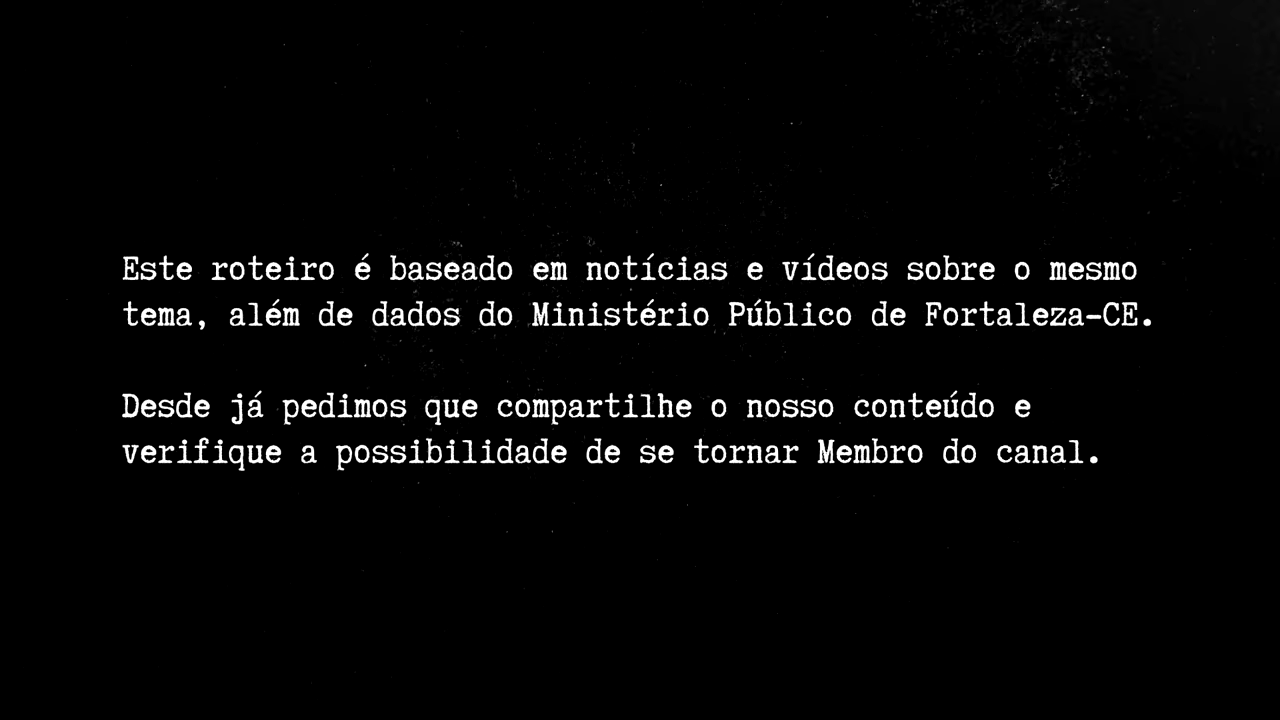 Este roteiro é baseado em notícias e vídeos sobre o mesmo
tema, além de dados do Ministério Público de Fortaleza-CE.
Desde já pedimos que compartilhe o nosso conteúdo e
verifique a possibilidade de se tornar Membro do canal.